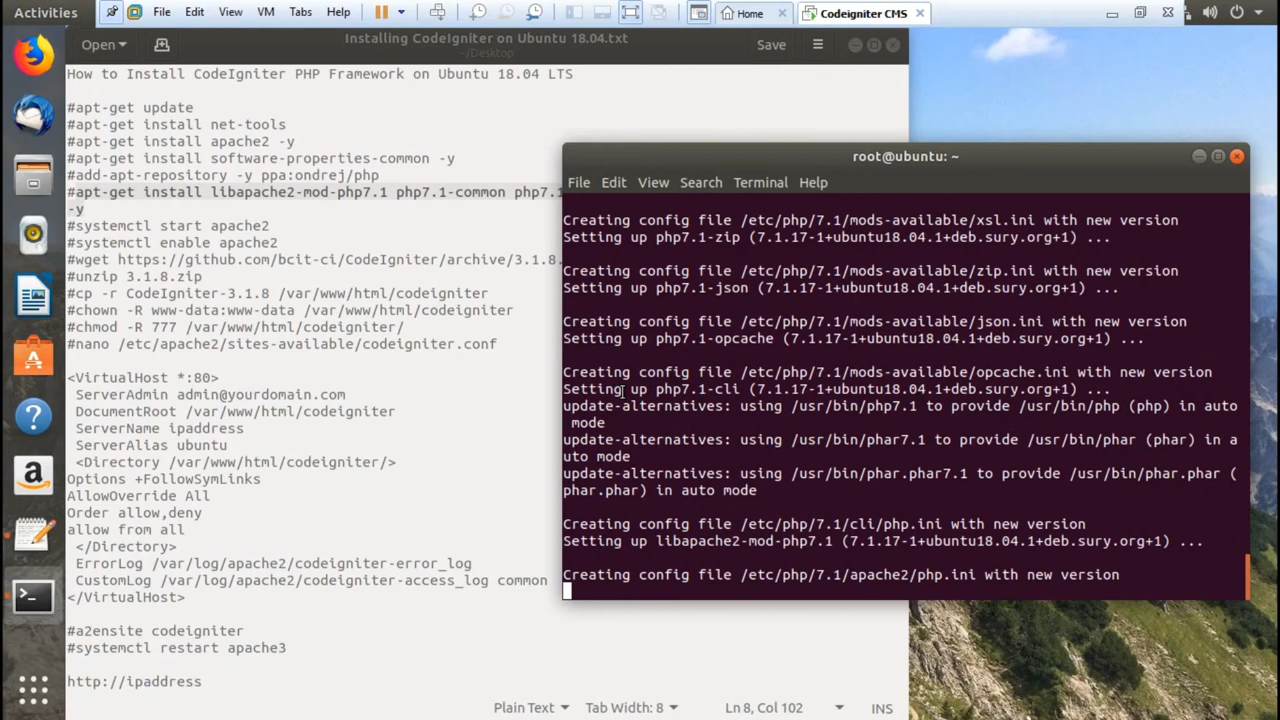 Activities
File Edit View VM Tabs Help
Home
Codeigniter CMS
Open
Installing CodeIgniter on Ubuntu 18.04.txt
~/Desktop
Save
How to Install CodeIgniter PHP Framework on Ubuntu 18.04 LTS
#apt-get update
#apt-get install net-tools
#apt-get install apache2 -y
#apt-get install software-properties-common -y
#add-apt-repository -y ppa:ondrej/php
#apt-get install libapache2-mod-php7.1 php7.1-common php7.1
-y
#systemctl start apache2
#systemctl enable apache2
#wget https://github.com/bcit-ci/CodeIgniter/archive/3.1.8.
#unzip 3.1.8.zip
#cp -r CodeIgniter-3.1.8 /var/www/html/codeigniter
#chown -R www-data:www-data /var/www/html/codeigniter
#chmod -R 777 /var/www/html/codeigniter/
#nano /etc/apache2/sites-available/codeigniter.conf
<VirtualHost *:80>
ServerAdmin admin@yourdomain.com
DocumentRoot /var/www/html/codeigniter
ServerName ipaddress
ServerAlias ubuntu
<Directory /var/www/html/codeigniter/>
Options +FollowSymLinks
AllowOverride All
Order allow,deny
allow from all
</Directory>
ErrorLog /var/log/apache2/codeigniter-error_log
CustomLog /var/log/apache2/codeigniter-access_log common
</VirtualHost>
#a2ensite codeigniter
#systemctl restart apache3
http://ipaddress
Plain Text Tab Width: 8 Ln 8, Col 102 INS
root@ubuntu: ~
File Edit View Search Terminal Help
Creating config file /etc/php/7.1/mods-available/xsl.ini with new version
Setting up php7.1-zip (7.1.17-1+ubuntu18.04.1+deb.sury.org+1) ...
Creating config file /etc/php/7.1/mods-available/zip.ini with new version
Setting up php7.1-json (7.1.17-1+ubuntu18.04.1+deb.sury.org+1) ...
Creating config file /etc/php/7.1/mods-available/json.ini with new version
Setting up php7.1-opcache (7.1.17-1+ubuntu18.04.1+deb.sury.org+1) ...
Creating config file /etc/php/7.1/mods-available/opcache.ini with new version
Setting up php7.1-cli (7.1.17-1+ubuntu18.04.1+deb.sury.org+1) ...
update-alternatives: using /usr/bin/php7.1 to provide /usr/bin/php (php) in auto
mode
update-alternatives: using /usr/bin/phar7.1 to provide /usr/bin/phar (phar) in a
uto mode
update-alternatives: using /usr/bin/phar.phar7.1 to provide /usr/bin/phar.phar (
phar.phar) in auto mode
Creating config file /etc/php/7.1/cli/php.ini with new version
Setting up libapache2-mod-php7.1 (7.1.17-1+ubuntu18.04.1+deb.sury.org+1) ...
Creating config file /etc/php/7.1/apache2/php.ini with new version